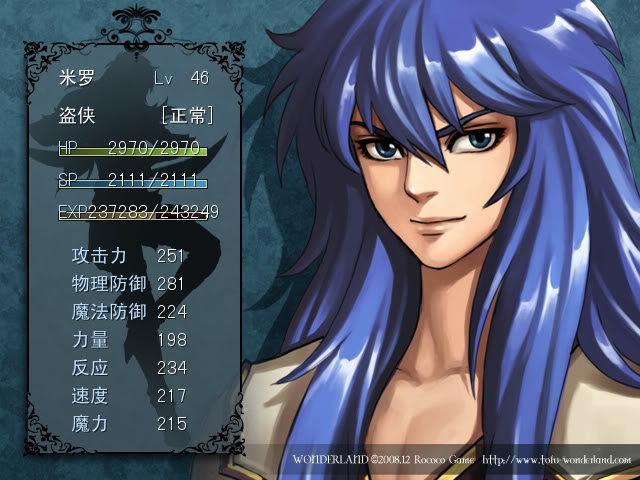 米罗 Lv 46
盗侠 [正常]
HP 2970/2970
SP 2111/2111
EXP237283/243249
攻击力 251
物理防御 281
魔法防御 224
力量 198
反应 234
速度 217
魔力 215
WONDERLAND ©2008.12 Rococo Game http://www.tofu-wonderland.com